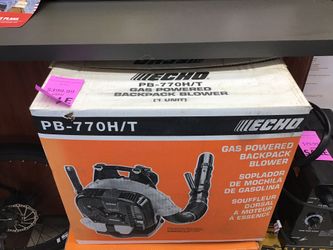 ECHO
PB-770H/T
GAS POWERED
BACKPACK BLOWER
(1 UNIT)
PB-770H/T
ECHO
GAS POWERED
BACKPACK
BLOWER
SOPLADOR
DE MOCHILA
DE GASOLINA
SOUFFLEUR
DORSAL
À MOTEUR
À ESSENCE